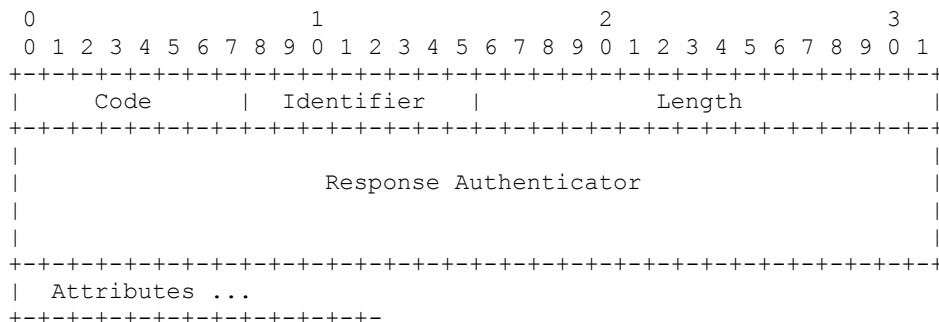 0                   1                   2                   3
 0 1 2 3 4 5 6 7 8 9 0 1 2 3 4 5 6 7 8 9 0 1 2 3 4 5 6 7 8 9 0 1
+-+-+-+-+-+-+-+-+-+-+-+-+-+-+-+-+-+-+-+-+-+-+-+-+-+-+-+-+-+-+-+-+
|     Code      |  Identifier   |            Length             |
+-+-+-+-+-+-+-+-+-+-+-+-+-+-+-+-+-+-+-+-+-+-+-+-+-+-+-+-+-+-+-+-+
|                                                               |
|                     Response Authenticator                    |
|                                                               |
|                                                               |
+-+-+-+-+-+-+-+-+-+-+-+-+-+-+-+-+-+-+-+-+-+-+-+-+-+-+-+-+-+-+-+-+
|  Attributes ...
+-+-+-+-+-+-+-+-+-+-+-+-+-